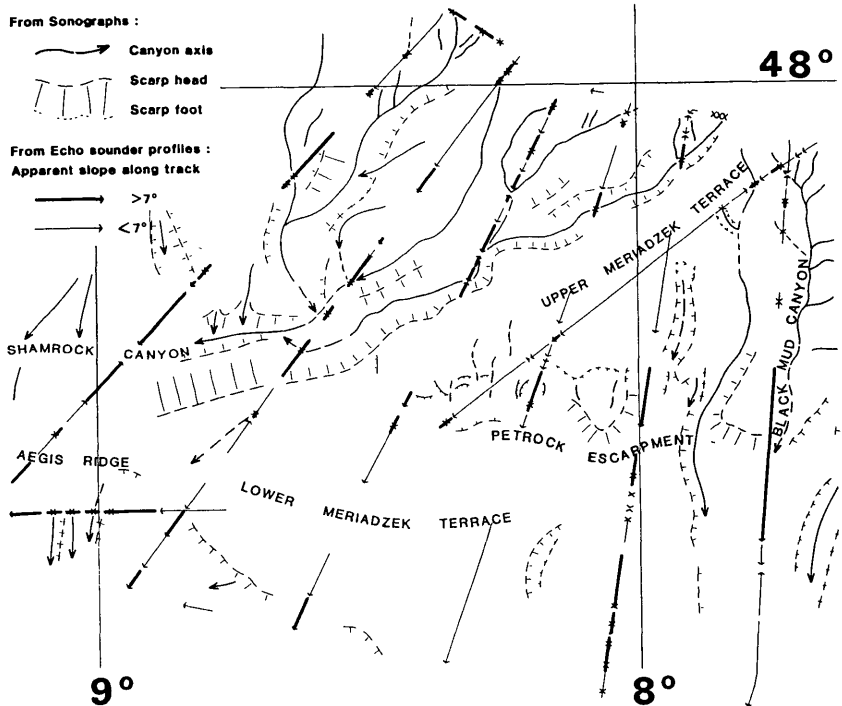 From Sonographs :
Canyon axis
Scarp head
Scarp foot
From Echo sounder profiles :
Apparent slope along track
>7°
<7°
48°
UPPER MERIADZEK TERRACE
SHAMROCK CANYON
BLACK MUD CANYON
PETROCK ESCARPMENT
AEGIS RIDGE
LOWER MERIADZEK TERRACE
9°
8°